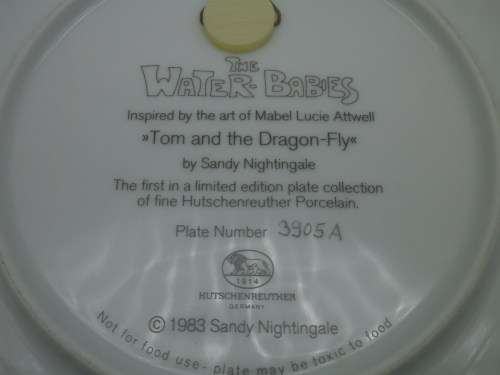 THE
WATER-BABIES
Inspired by the art of Mabel Lucie Attwell
»Tom and the Dragon-Fly«
by Sandy Nightingale
The first in a limited edition plate collection
of fine Hutschenreuther Porcelain.
Plate Number 3905A
1814
HUTSCHENREUTHER
GERMANY
© 1983 Sandy Nightingale
Not for food use - plate may be toxic to food